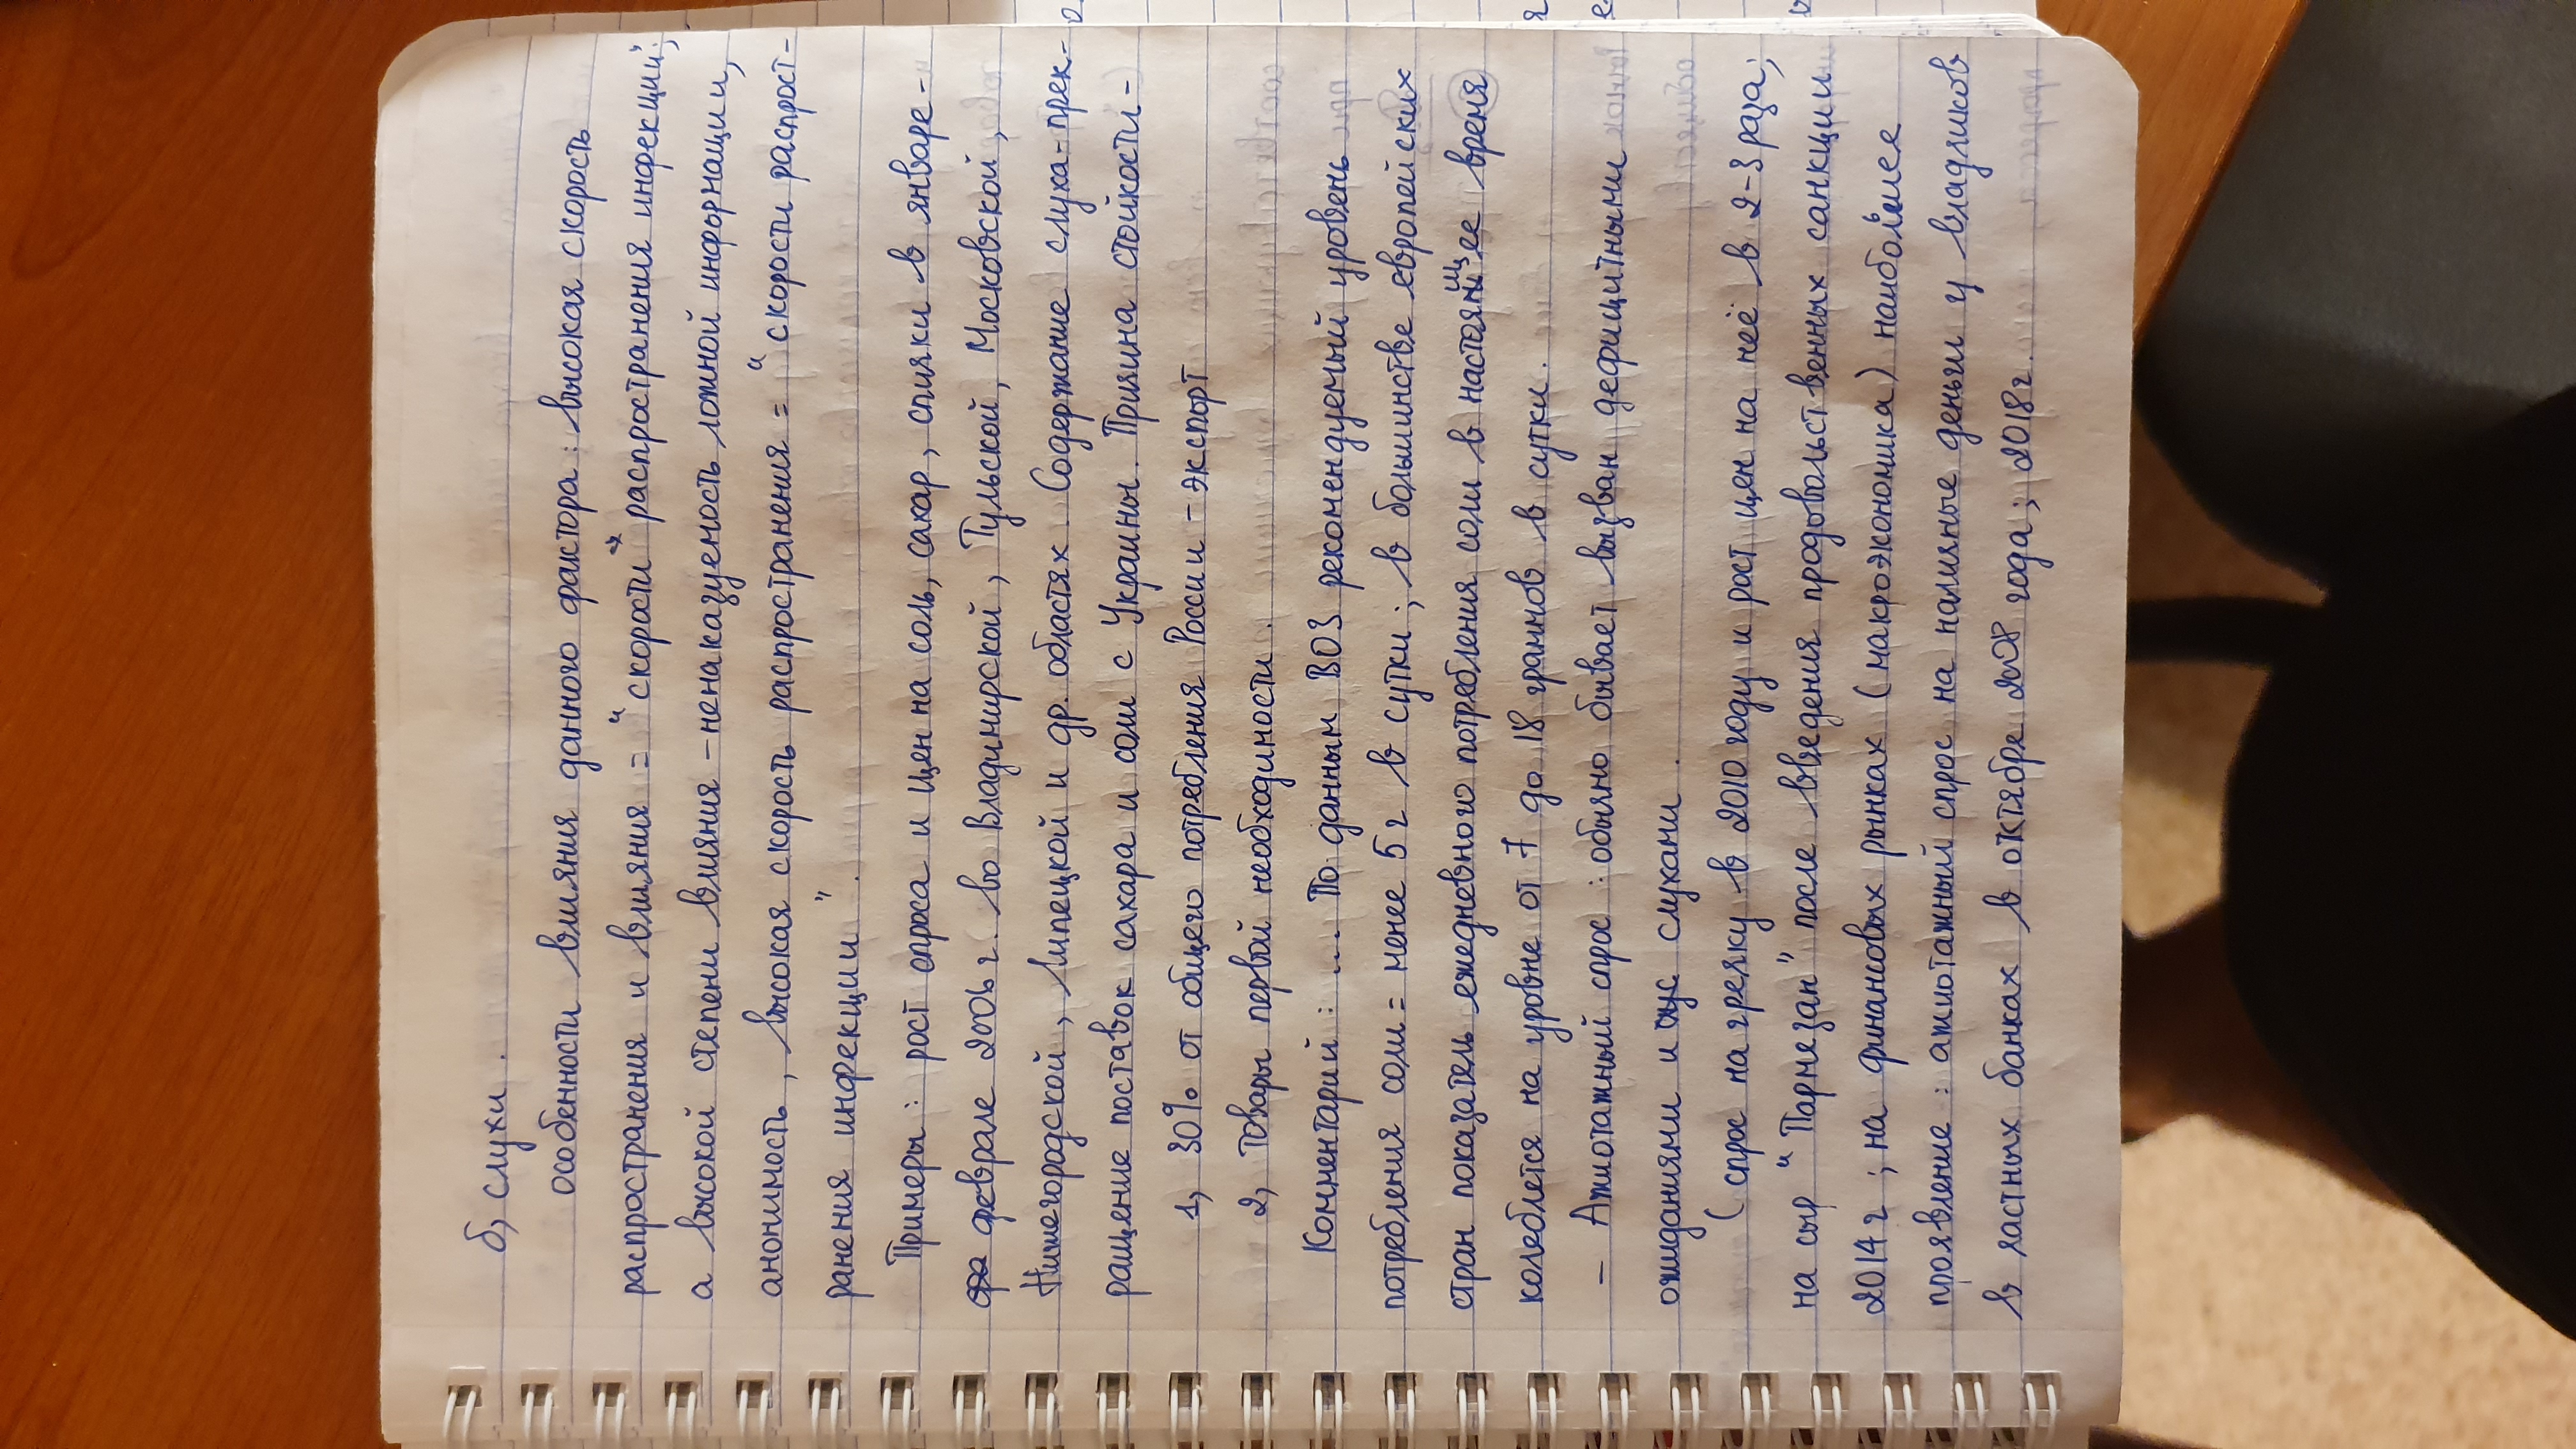 б, слухи.
особенности влияния данного фактора: высокая скорость
распространения и влияния = "скорости" распространения инфекции";
а высокой степени влияния - ненаказуемость ложной информации,
анонимость, высокая скорость распространения = "скорости распрост-
ранения инфекции".
Примеры: рост спроса и цен на соль, сахар, спички в январе-
феврале 2006 г. во Владимирской, Тульской, Московской,
Нижегородской, Липецкой и др. областях. Содержание слуха - прек-
ращение поставок сахара и соли с Украины. Причина стойкости -
1, 30% от общего потребления России - экспорт
2, товары первой необходимости.
Комментарий: ... По данным ВОЗ рекомендуемый уровень
потребления соли = менее 5 г в сутки; в большинстве европейских
стран показатель ежедневного потребления соли в настоящее время
колеблется на уровне от 7 до 18 граммов в сутки.
- Ажиотажный спрос: обычно бывает вызван дефицитными
ожиданиями и слухами.
(спрос на гречку в 2010 году и рост цен на неё в 2-3 раза;
на сыр "Пармезан" после введения продовольственных санкции
2014 г; на финансовых рынках (макроэкономика) наибольшее
проявление: ажиотажный спрос на наличные деньги у вкладчиков
в частных банках в октябре 2008 года; 2018 г.